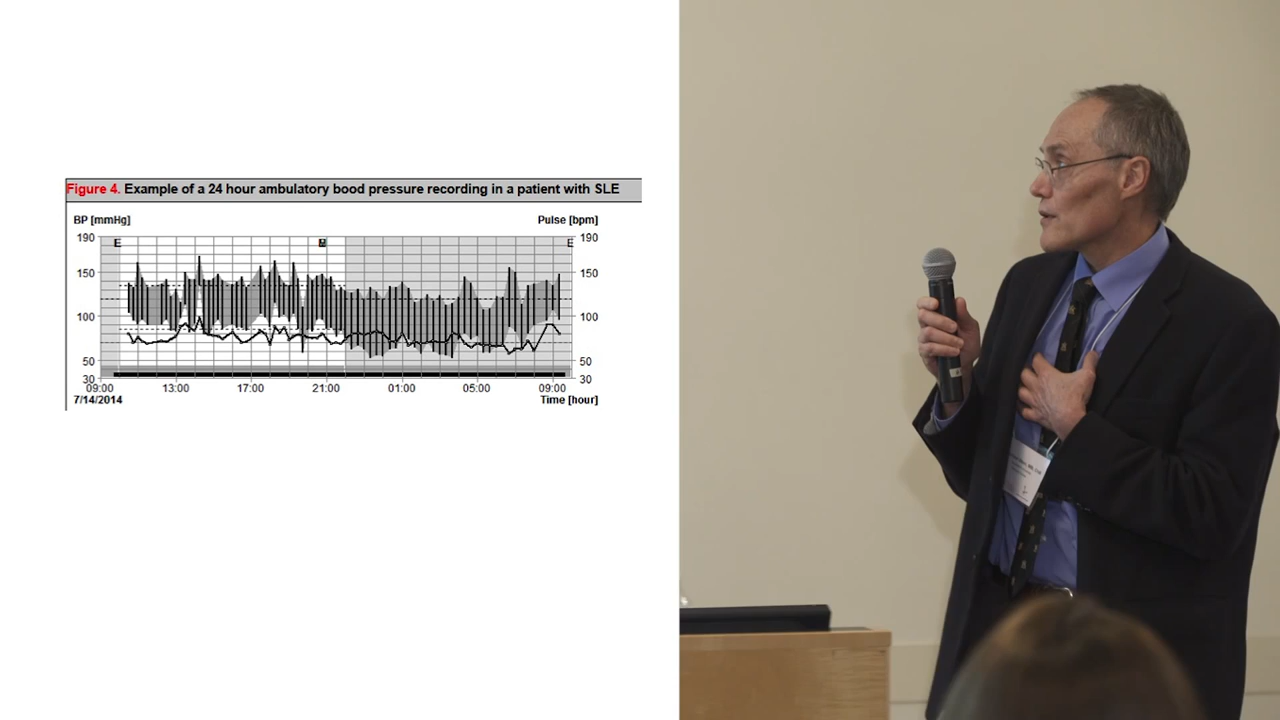 Figure 4. Example of a 24 hour ambulatory bood pressure recording in a patient with SLE
BP [mmHg] Pulse [bpm]
190 E M E 190
150 150
100 100
50 50
30 30
09:00 13:00 17:00 21:00 01:00 05:00 09:00
7/14/2014 Time [hour]